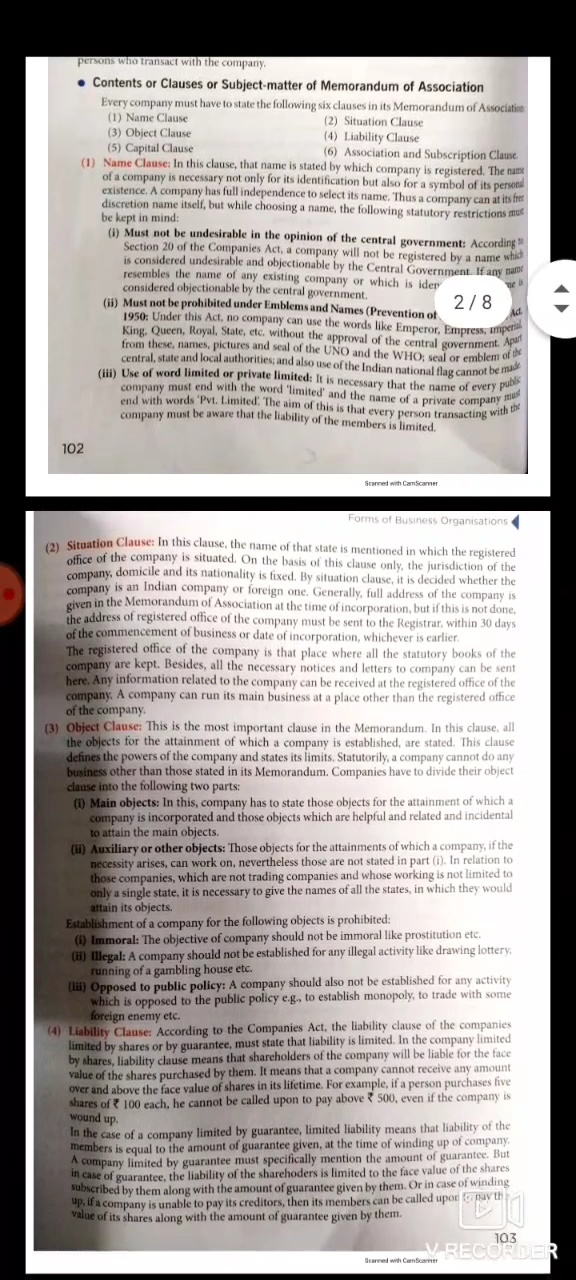 persons who transact with the company.
• Contents or Clauses or Subject-matter of Memorandum of Association
Every company must have to state the following six clauses in its Memorandum of Association
(1) Name Clause (2) Situation Clause
(3) Object Clause (4) Liability Clause
(5) Capital Clause (6) Association and Subscription Clause
(1) Name Clause: In this clause, that name is stated by which company is registered. The name
of a company is necessary not only for its identification but also for a symbol of its personal
existence. A company has full independence to select its name. Thus a company can at its free
discretion name itself, but while choosing a name, the following statutory restrictions must
be kept in mind:
(i) Must not be undesirable in the opinion of the central government: According to
Section 20 of the Companies Act, a company will not be registered by a name which
is considered undesirable and objectionable by the Central Government. If any name
resembles the name of any existing company or which is
considered objectionable by the central government.
2 / 8
(ii) Must not be prohibited under Emblems and Names (Prevention of Act,
1950: Under this Act, no company can use the words like Emperor, Empress, Imperial
King, Queen, Royal, State, etc. without the approval of the central government. Apart
from these, names, pictures and seal of the UNO and the WHO; seal or emblem of the
central, state and local authorities; and also use of the Indian national flag cannot be made.
(iii) Use of word limited or private limited: It is necessary that the name of every public
company must end with the word 'limited' and the name of a private company must
end with words 'Pvt. Limited'. The aim of this is that every person transacting with the
company must be aware that the liability of the members is limited.
102
Scanned with CamScanner
Forms of Business Organisations
(2) Situation Clause: In this clause, the name of that state is mentioned in which the registered
office of the company is situated. On the basis of this clause only, the jurisdiction of the
company, domicile and its nationality is fixed. By situation clause, it is decided whether the
company is an Indian company or foreign one. Generally, full address of the company is
given in the Memorandum of Association at the time of incorporation, but if this is not done,
the address of registered office of the company must be sent to the Registrar, within 30 days
of the commencement of business or date of incorporation, whichever is earlier.
The registered office of the company is that place where all the statutory books of the
company are kept. Besides, all the necessary notices and letters to company can be sent
here. Any information related to the company can be received at the registered office of the
company. A company can run its main business at a place other than the registered office
of the company.
(3) Object Clause: This is the most important clause in the Memorandum. In this clause, all
the objects for the attainment of which a company is established, are stated. This clause
defines the powers of the company and states its limits. Statutorily, a company cannot do any
business other than those stated in its Memorandum. Companies have to divide their object
clause into the following two parts:
(i) Main objects: In this, company has to state those objects for the attainment of which a
company is incorporated and those objects which are helpful and related and incidental
to attain the main objects.
(ii) Auxiliary or other objects: Those objects for the attainments of which a company, if the
necessity arises, can work on, nevertheless those are not stated in part (i). In relation to
those companies, which are not trading companies and whose working is not limited to
only a single state, it is necessary to give the names of all the states, in which they would
attain its objects.
Establishment of a company for the following objects is prohibited:
(i) Immoral: The objective of company should not be immoral like prostitution etc.
(ii) Illegal: A company should not be established for any illegal activity like drawing lottery,
running of a gambling house etc.
(iii) Opposed to public policy: A company should also not be established for any activity
which is opposed to the public policy e.g., to establish monopoly, to trade with some
foreign enemy etc.
(4) Liability Clause: According to the Companies Act, the liability clause of the companies
limited by shares or by guarantee, must state that liability is limited. In the company limited
by shares, liability clause means that shareholders of the company will be liable for the face
value of the shares purchased by them. It means that a company cannot receive any amount
over and above the face value of shares in its lifetime. For example, if a person purchases five
shares of ₹ 100 each, he cannot be called upon to pay above ₹ 500, even if the company is
wound up.
In the case of a company limited by guarantee, limited liability means that liability of the
members is equal to the amount of guarantee given, at the time of winding up of company.
A company limited by guarantee must specifically mention the amount of guarantee. But
in case of guarantee, the liability of the sharehoders is limited to the face value of the shares
subscribed by them along with the amount of guarantee given by them. Or in case of winding
up, if a company is unable to pay its creditors, then its members can be called upon to pay the
value of its shares along with the amount of guarantee given by them.
103
V RECORDER
Scanned with CamScanner